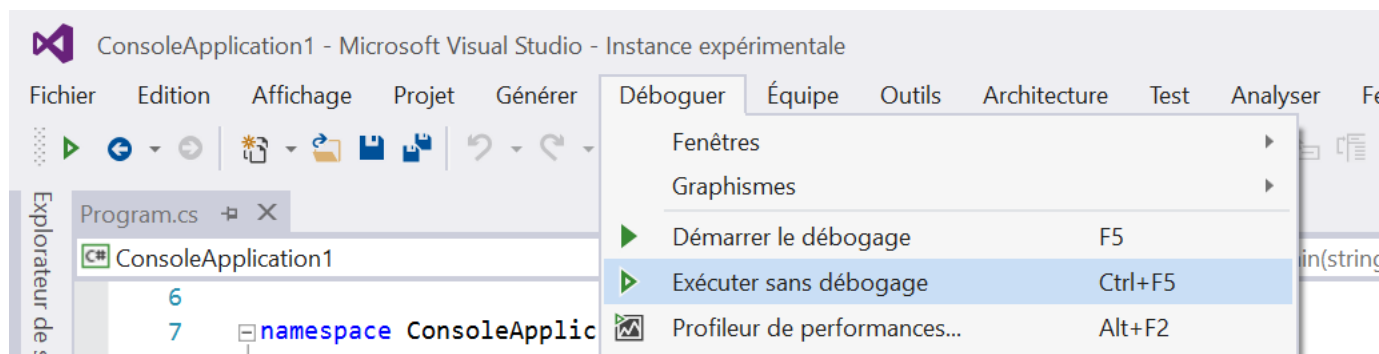 ConsoleApplication1 - Microsoft Visual Studio - Instance expérimentale
Fichier Edition Affichage Projet Générer Déboguer Équipe Outils Architecture Test Analyser
Fenêtres
Graphismes
Program.cs
Démarrer le débogage F5
C# ConsoleApplication1
Exécuter sans débogage Ctrl+F5
6
7 namespace ConsoleApplic
Profileur de performances... Alt+F2
Explorateur de